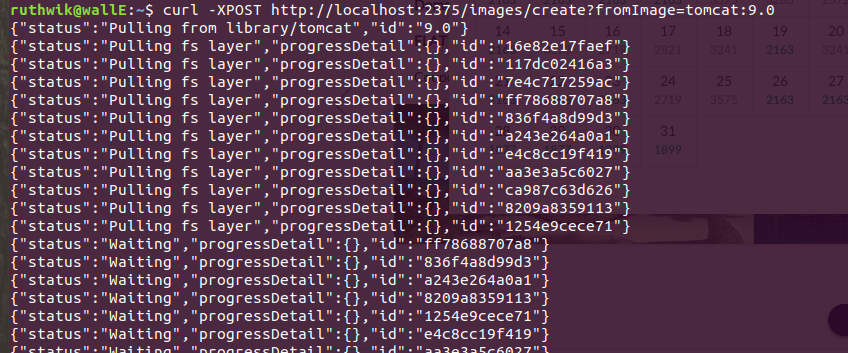 ruthwik@wallE:~$ curl -XPOST http://localhost:2375/images/create?fromImage=tomcat:9.0
{"status":"Pulling from library/tomcat","id":"9.0"}
{"status":"Pulling fs layer","progressDetail":{},"id":"16e82e17faef"}
{"status":"Pulling fs layer","progressDetail":{},"id":"117dc02416a3"}
{"status":"Pulling fs layer","progressDetail":{},"id":"7e4c717259ac"}
{"status":"Pulling fs layer","progressDetail":{},"id":"ff78688707a8"}
{"status":"Pulling fs layer","progressDetail":{},"id":"836f4a8d99d3"}
{"status":"Pulling fs layer","progressDetail":{},"id":"a243e264a0a1"}
{"status":"Pulling fs layer","progressDetail":{},"id":"e4c8cc19f419"}
{"status":"Pulling fs layer","progressDetail":{},"id":"aa3e3a5c6027"}
{"status":"Pulling fs layer","progressDetail":{},"id":"ca987c63d626"}
{"status":"Pulling fs layer","progressDetail":{},"id":"8209a8359113"}
{"status":"Pulling fs layer","progressDetail":{},"id":"1254e9cece71"}
{"status":"Waiting","progressDetail":{},"id":"ff78688707a8"}
{"status":"Waiting","progressDetail":{},"id":"836f4a8d99d3"}
{"status":"Waiting","progressDetail":{},"id":"a243e264a0a1"}
{"status":"Waiting","progressDetail":{},"id":"8209a8359113"}
{"status":"Waiting","progressDetail":{},"id":"1254e9cece71"}
{"status":"Waiting","progressDetail":{},"id":"e4c8cc19f419"}
{"status":"Waiting","progressDetail":{},"id":"aa3e3a5c6027"}
17 18 19 20
2821 3241 2163 324
24 25 26 27
2719 3575 2163 2163
31
1899